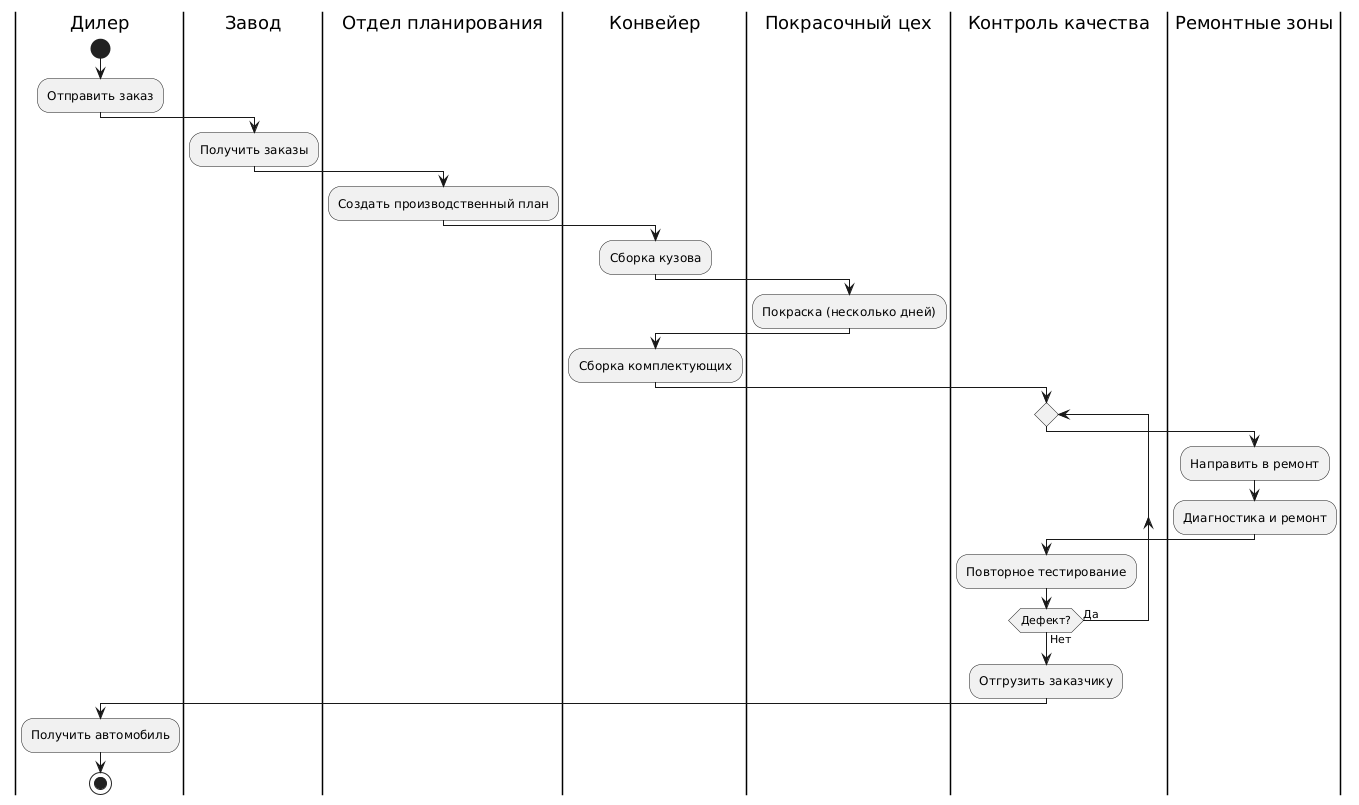 Дилер
Завод
Отдел планирования
Конвейер
Покрасочный цех
Контроль качества
Ремонтные зоны
Отправить заказ
Получить заказы
Создать производственный план
Сборка кузова
Покраска (несколько дней)
Сборка комплектующих
Направить в ремонт
Диагностика и ремонт
Повторное тестирование
Дефект?
Да
Нет
Отгрузить заказчику
Получить автомобиль